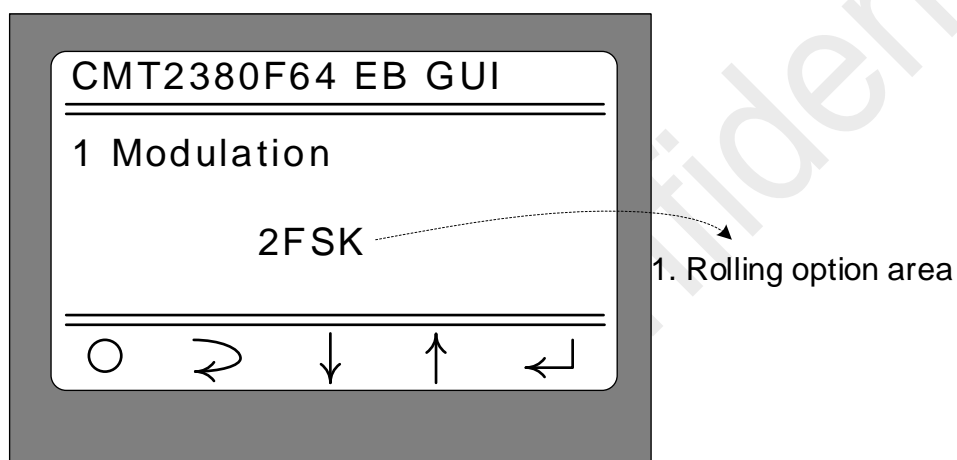 CMT2380F64 EB GUI
1 Modulation
2FSK
1. Rolling option area